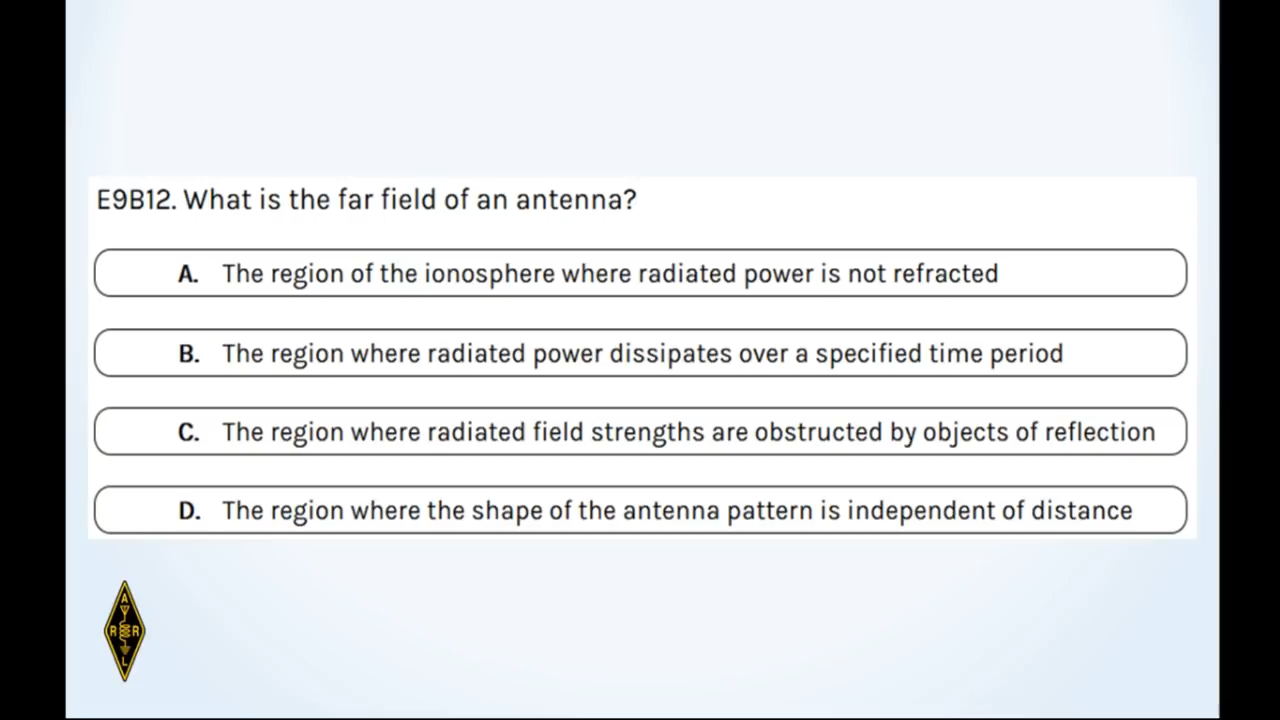 E9B12. What is the far field of an antenna?
A. The region of the ionosphere where radiated power is not refracted
B. The region where radiated power dissipates over a specified time period
C. The region where radiated field strengths are obstructed by objects of reflection
D. The region where the shape of the antenna pattern is independent of distance
A
R R
L